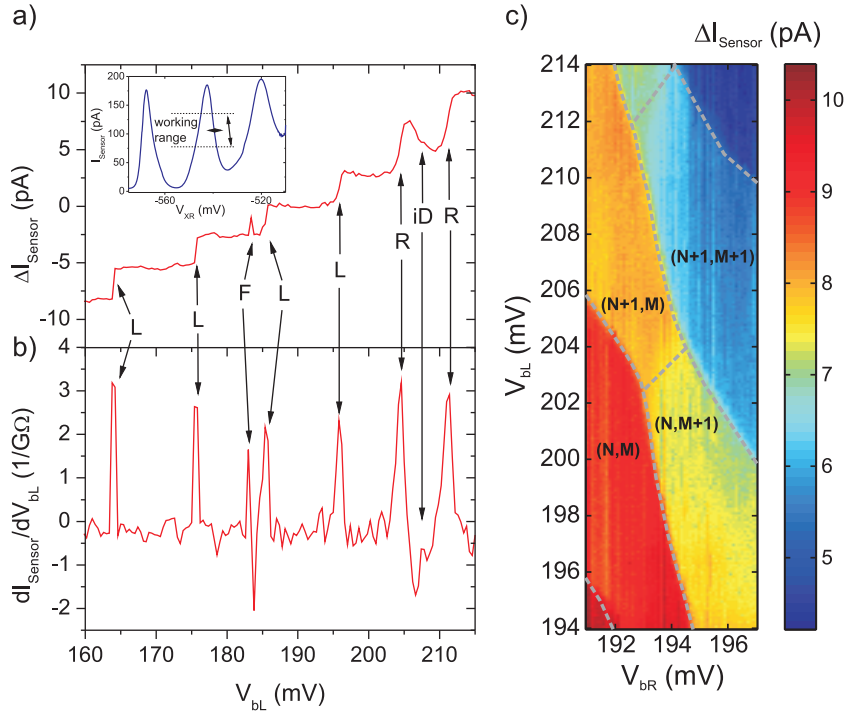 a)
ΔI_Sensor (pA)
10
5
0
-5
-10
I_Sensor (pA)
200
150
100
50
0
working
range
-560
-520
V_XR (mV)
L
L
F
L
L
R
iD
R
b)
dI_Sensor/dV_bL (1/GΩ)
4
3
2
1
0
-1
-2
160
170
180
190
200
210
V_bL (mV)
c)
ΔI_Sensor (pA)
V_bL (mV)
214
212
210
208
206
204
202
200
198
196
194
(N+1,M+1)
(N+1,M)
(N,M+1)
(N,M)
192
194
196
V_bR (mV)
10
9
8
7
6
5